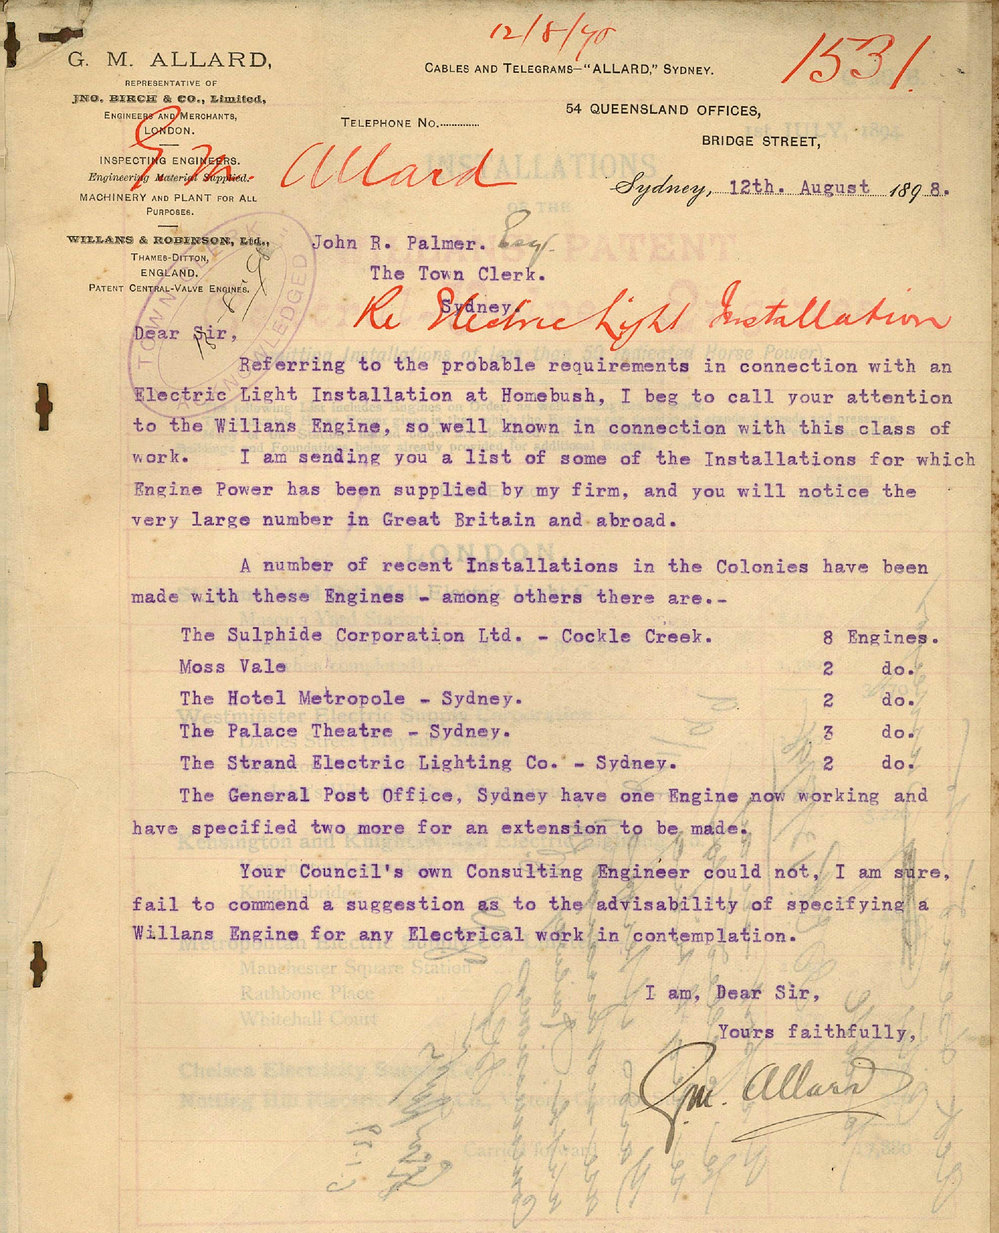 12/8/98
1531.
G. M. ALLARD,
REPRESENTATIVE OF
JNO. BIRCH & CO., Limited,
ENGINEERS AND MERCHANTS,
LONDON.
INSPECTING ENGINEERS.
Engineering Material Supplied.
MACHINERY AND PLANT FOR ALL
PURPOSES.
WILLANS & ROBINSON, Ltd.,
THAMES-DITTON,
ENGLAND.
PATENT CENTRAL-VALVE ENGINES.
CABLES AND TELEGRAMS—"ALLARD," SYDNEY.
TELEPHONE No.
54 QUEENSLAND OFFICES,
BRIDGE STREET,
G. M. Allard
Sydney, 12th. August 1898.
John R. Palmer. Esq.
The Town Clerk.
Sydney.
Re Electric Light Installation
TOWN CLERK
ACKNOWLEDGED
Dear Sir,
Referring to the probable requirements in connection with an
Electric Light Installation at Homebush, I beg to call your attention
to the Willans Engine, so well known in connection with this class of
work. I am sending you a list of some of the Installations for which
Engine Power has been supplied by my firm, and you will notice the
very large number in Great Britain and abroad.
A number of recent Installations in the Colonies have been
made with these Engines - among others there are.-
The Sulphide Corporation Ltd. - Cockle Creek. 8 Engines.
Moss Vale 2 do.
The Hotel Metropole - Sydney. 2 do.
The Palace Theatre - Sydney. 3 do.
The Strand Electric Lighting Co. - Sydney. 2 do.
The General Post Office, Sydney have one Engine now working and
have specified two more for an extension to be made.
Your Council's own Consulting Engineer could not, I am sure,
fail to commend a suggestion as to the advisability of specifying a
Willans Engine for any Electrical work in contemplation.
I am, Dear Sir,
Yours faithfully,
G. M. Allard